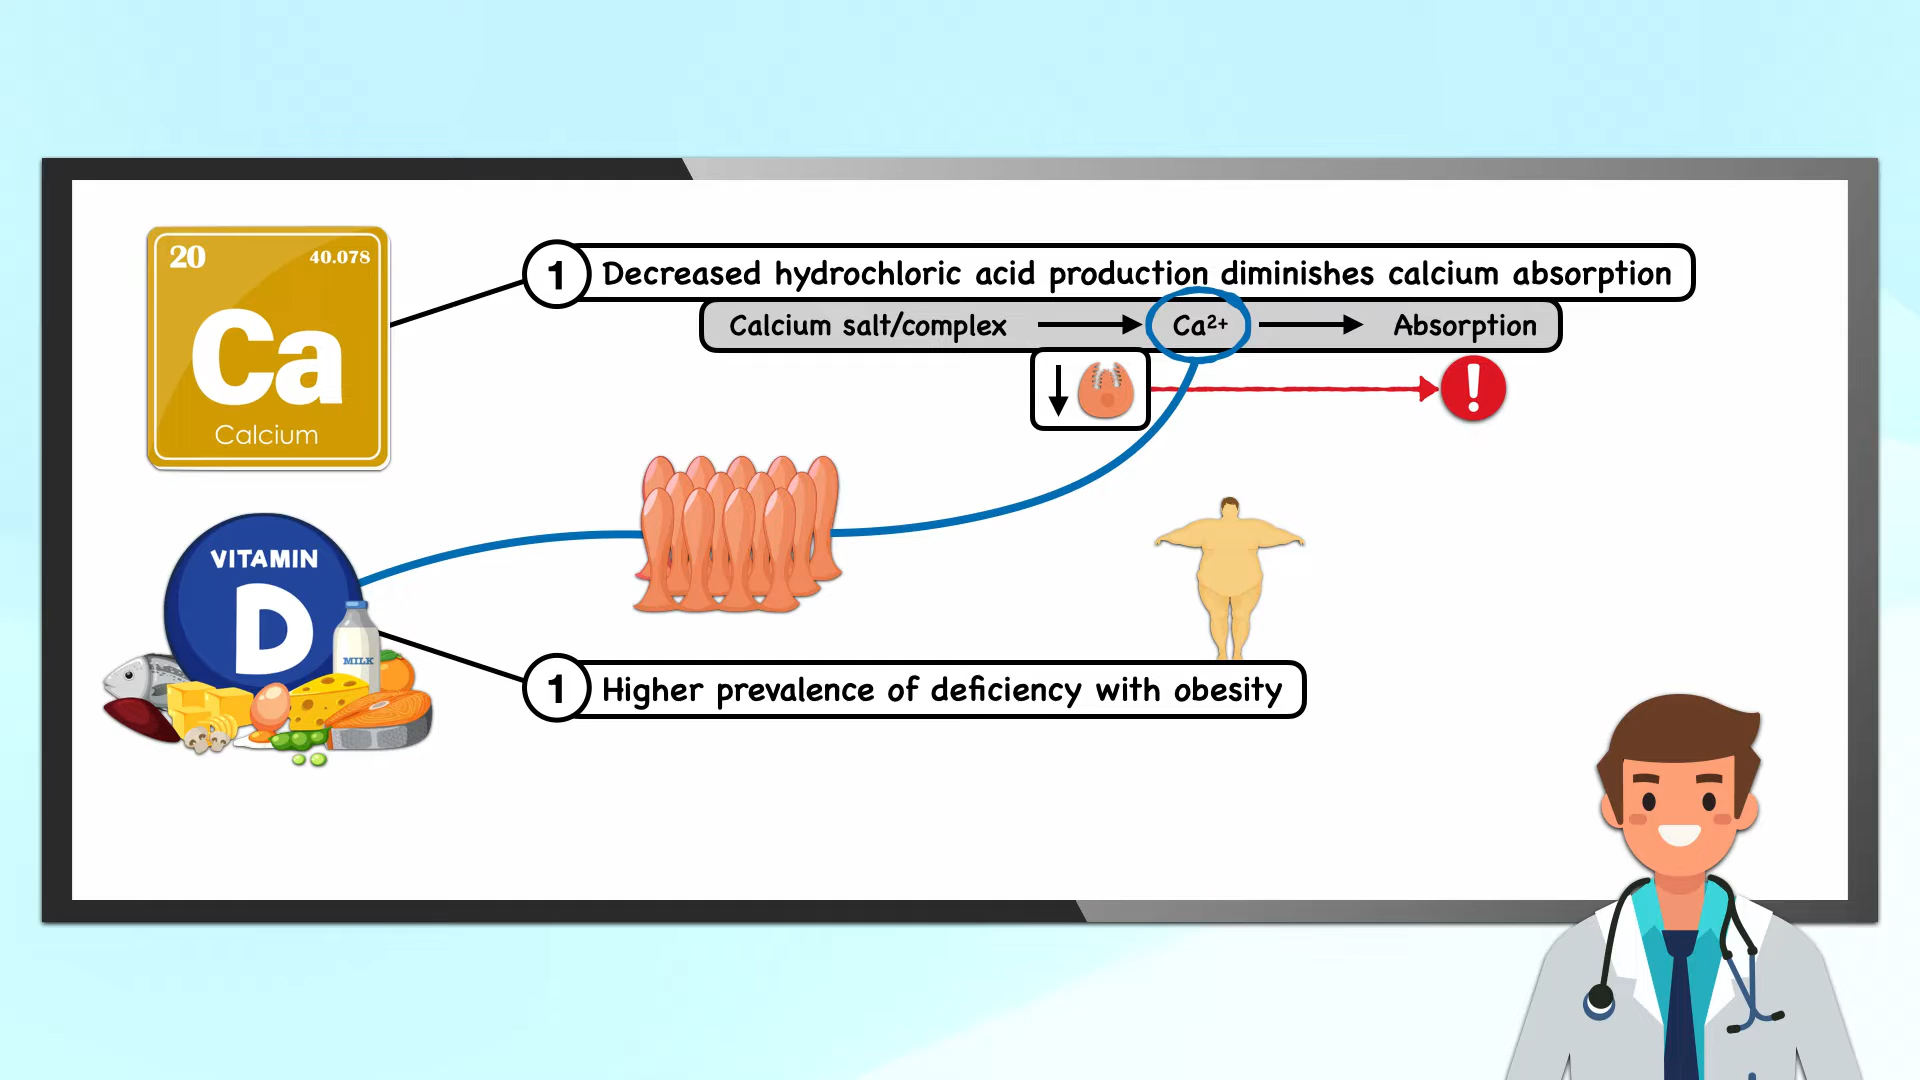 20 40.078
Ca
Calcium
1 Decreased hydrochloric acid production diminishes calcium absorption
Calcium salt/complex Ca²⁺ Absorption
VITAMIN
D
MILK
1 Higher prevalence of deficiency with obesity